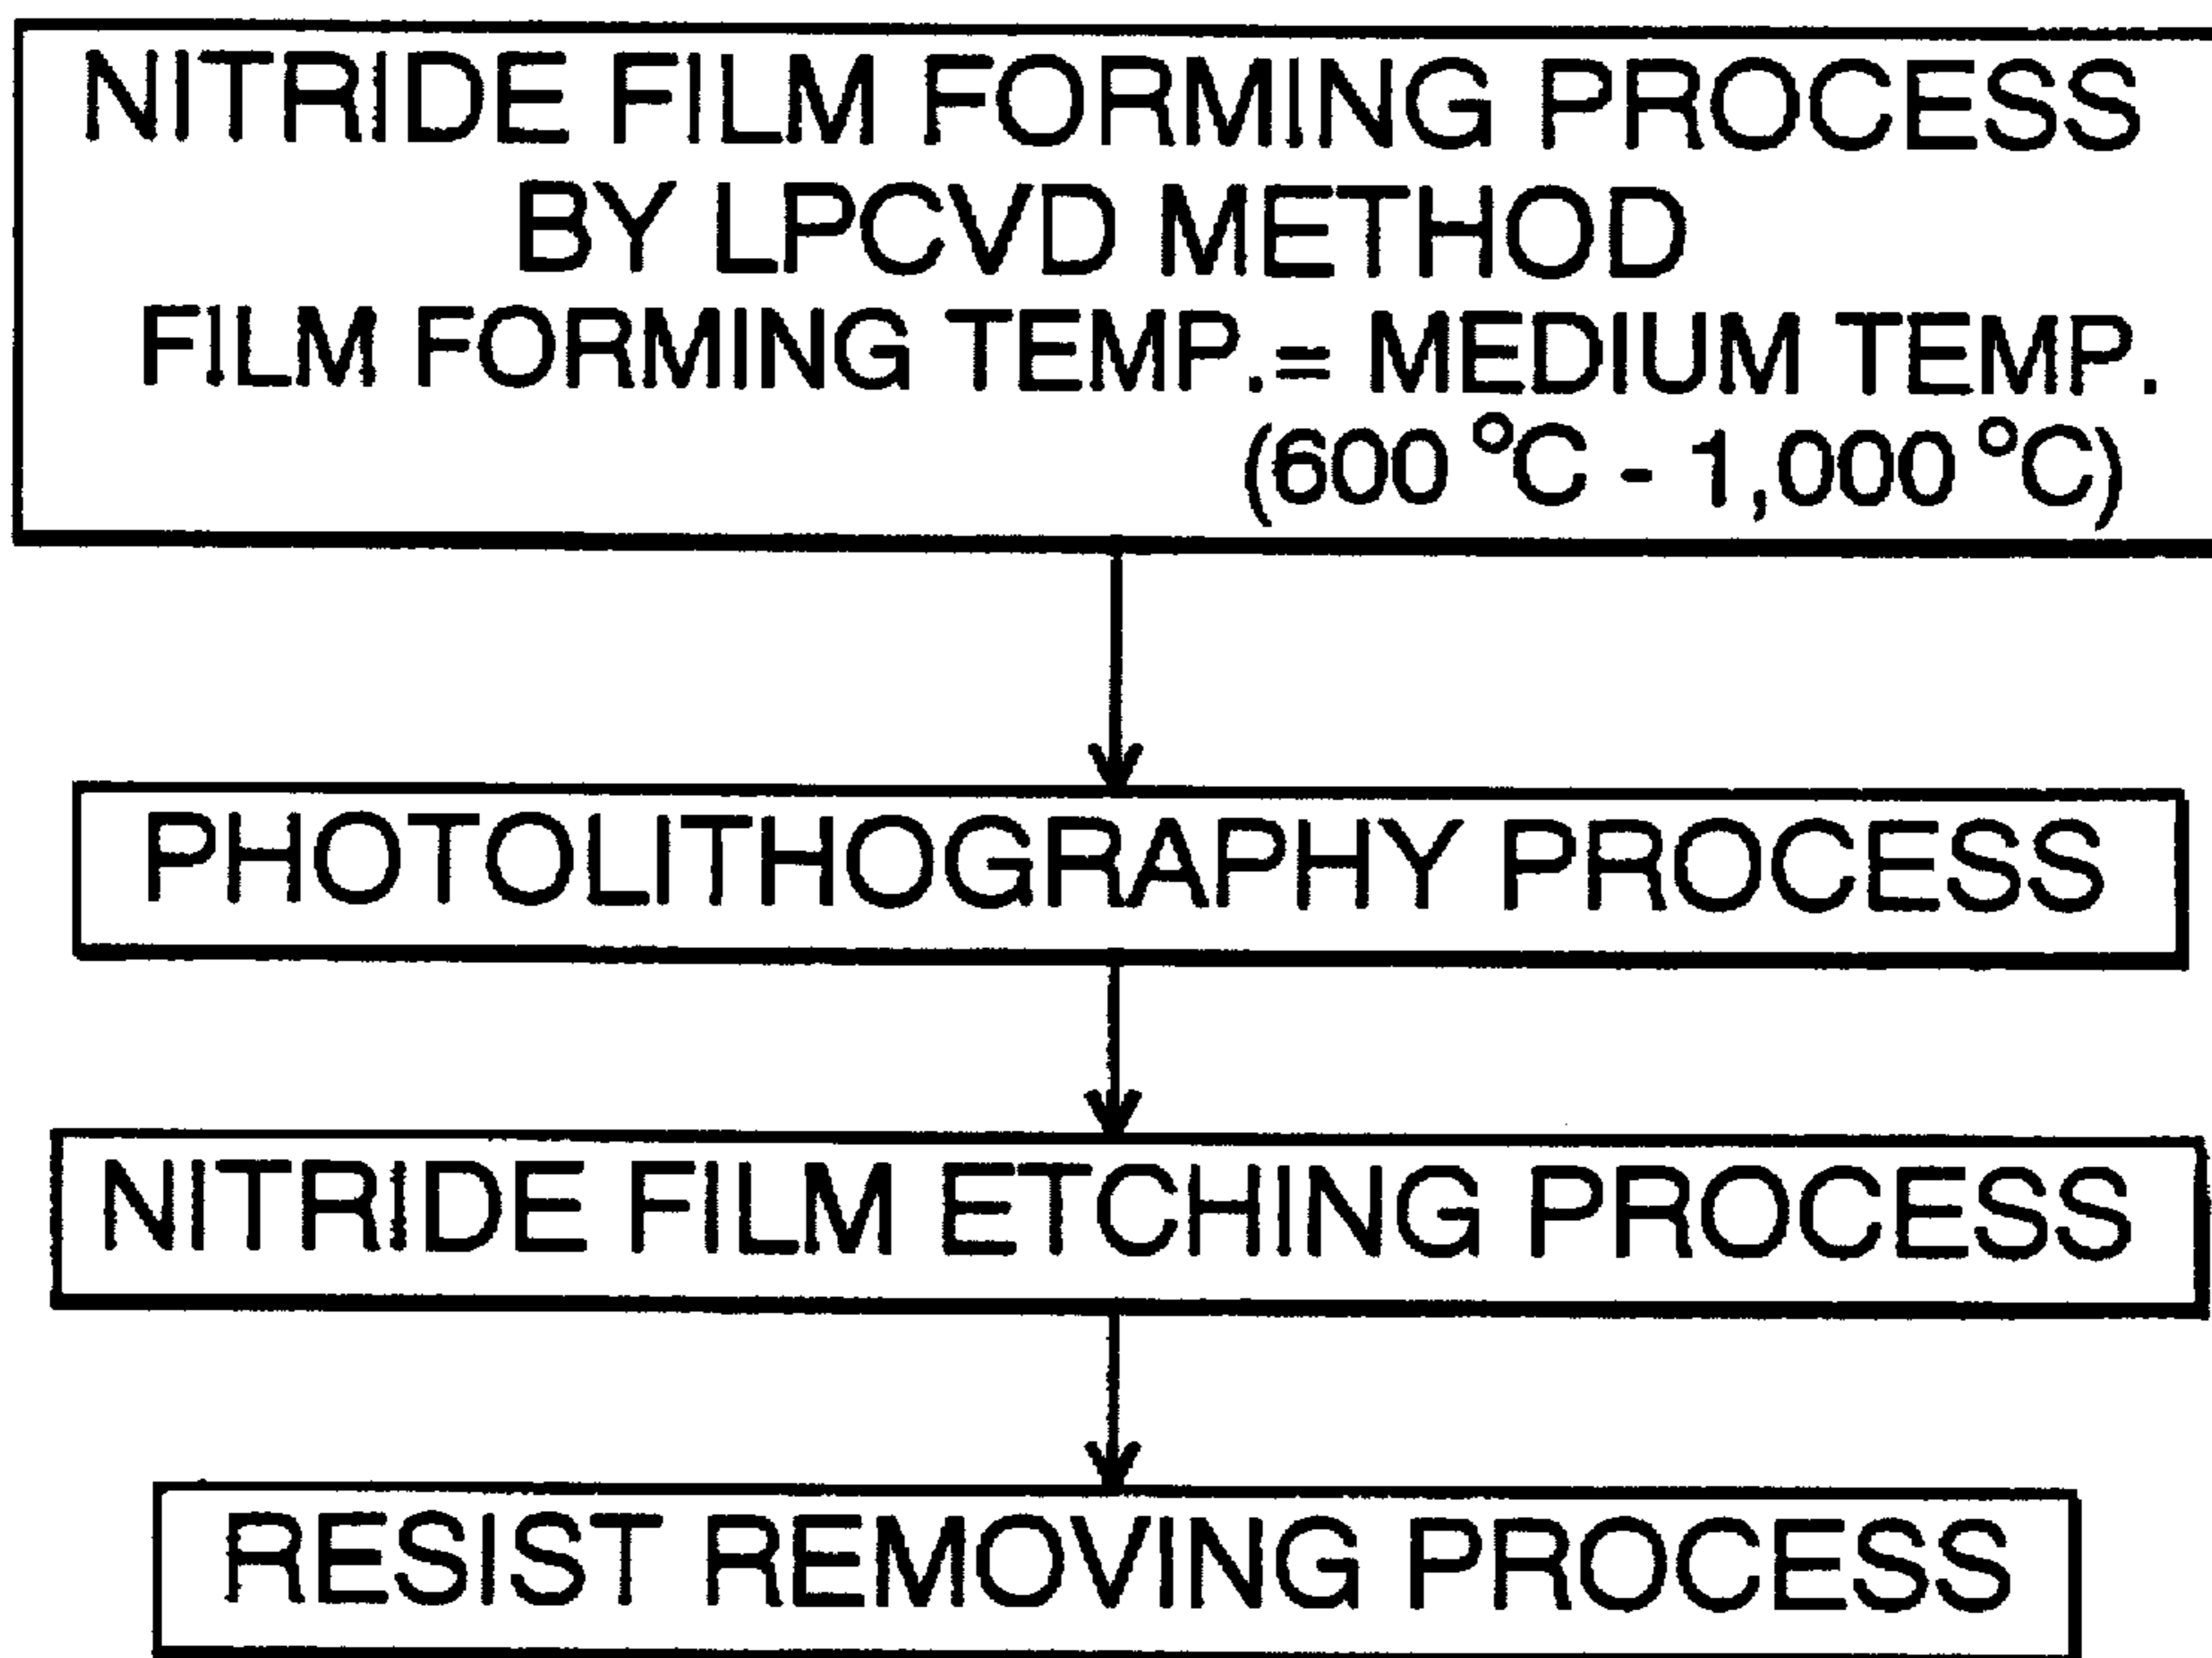 NITRIDE FILM FORMING PROCESS
BY LPCVD METHOD
FILM FORMING TEMP.= MEDIUM TEMP.
(600 °C - 1,000 °C)
PHOTOLITHOGRAPHY PROCESS
NITRIDE FILM ETCHING PROCESS
RESIST REMOVING PROCESS